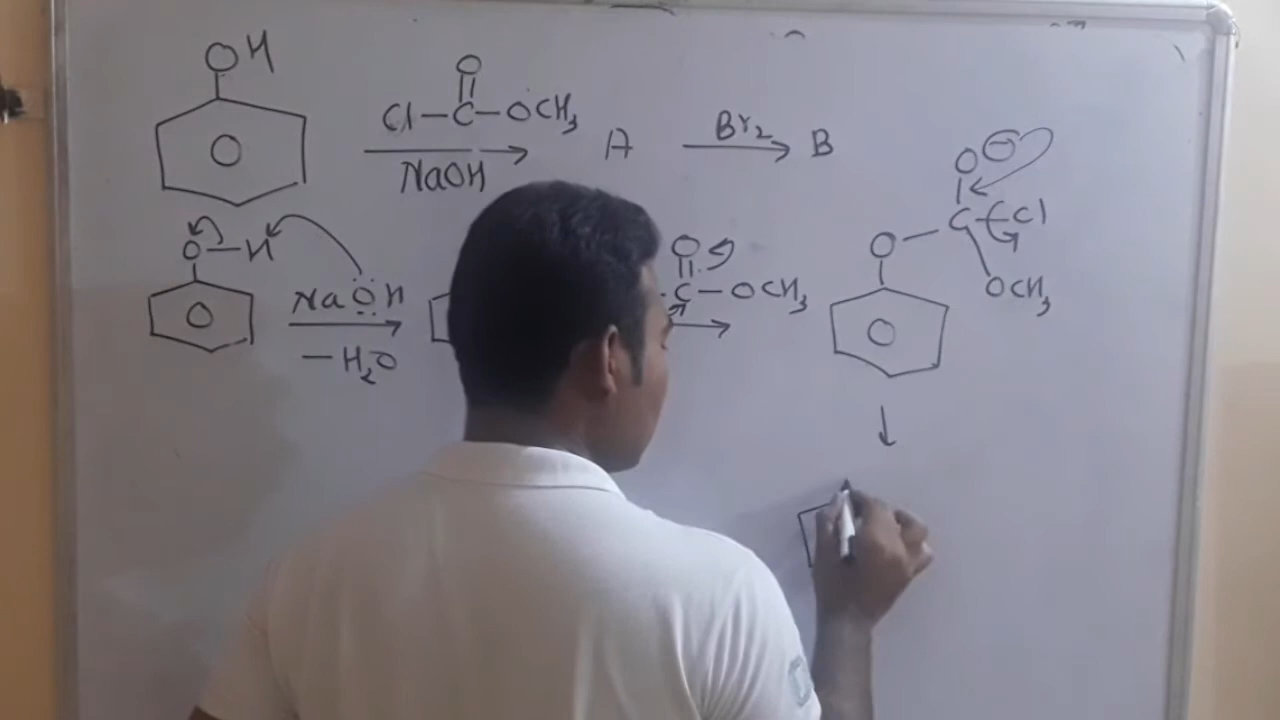 OH
O
Cl–C–OCH₃
NaOH
A
Br₂
B
O⊖
O–H
NaOH
–H₂O
O
C–OCH₃
O–C–Cl
OCH₃